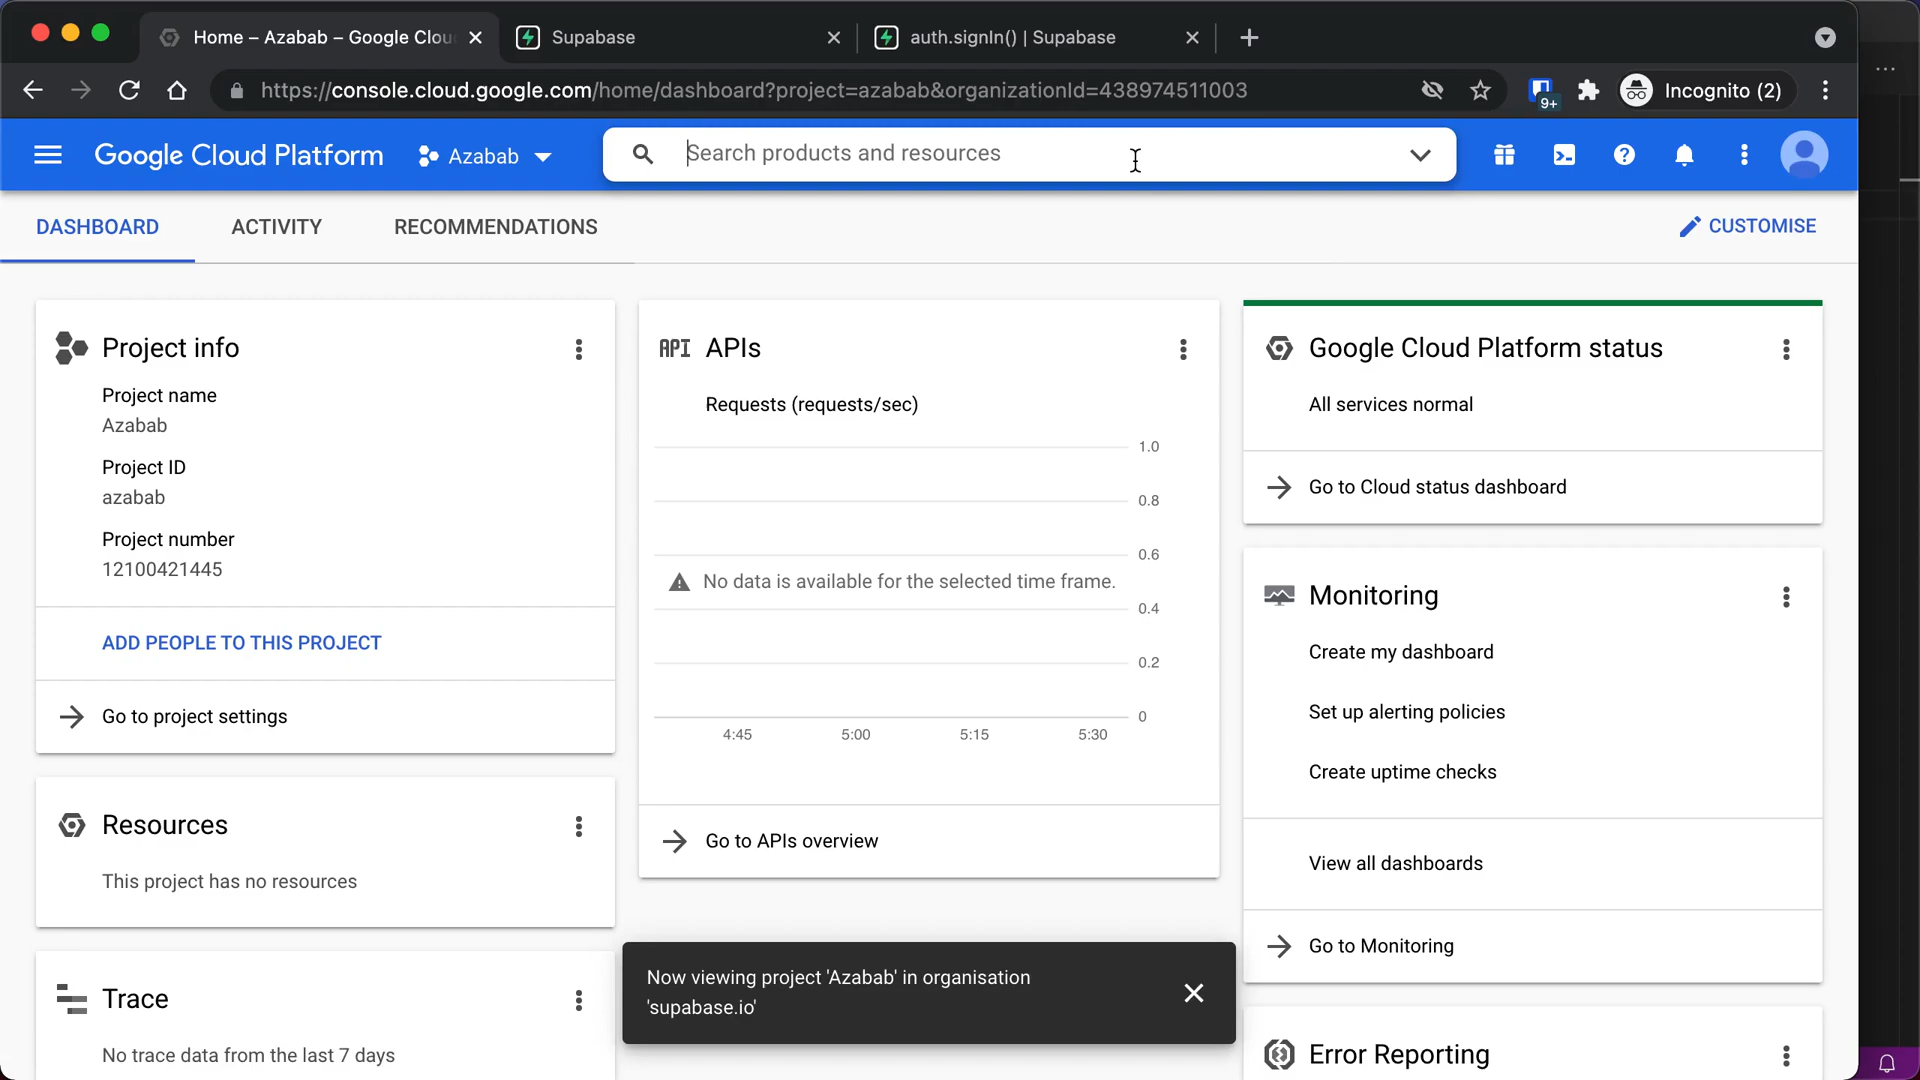 Home – Azabab – Google Clou
Supabase
auth.signIn() | Supabase
https://console.cloud.google.com/home/dashboard?project=azabab&organizationId=438974511003
9+
Incognito (2)
Google Cloud Platform
Azabab
Search products and resources
DASHBOARD
ACTIVITY
RECOMMENDATIONS
CUSTOMISE
Project info
Project name
Azabab
Project ID
azabab
Project number
12100421445
ADD PEOPLE TO THIS PROJECT
Go to project settings
Resources
This project has no resources
Trace
No trace data from the last 7 days
API APIs
Requests (requests/sec)
1.0
0.8
0.6
No data is available for the selected time frame.
0.4
0.2
0
4:45 5:00 5:15 5:30
Go to APIs overview
Now viewing project 'Azabab' in organisation
'supabase.io'
Google Cloud Platform status
All services normal
Go to Cloud status dashboard
Monitoring
Create my dashboard
Set up alerting policies
Create uptime checks
View all dashboards
Go to Monitoring
Error Reporting